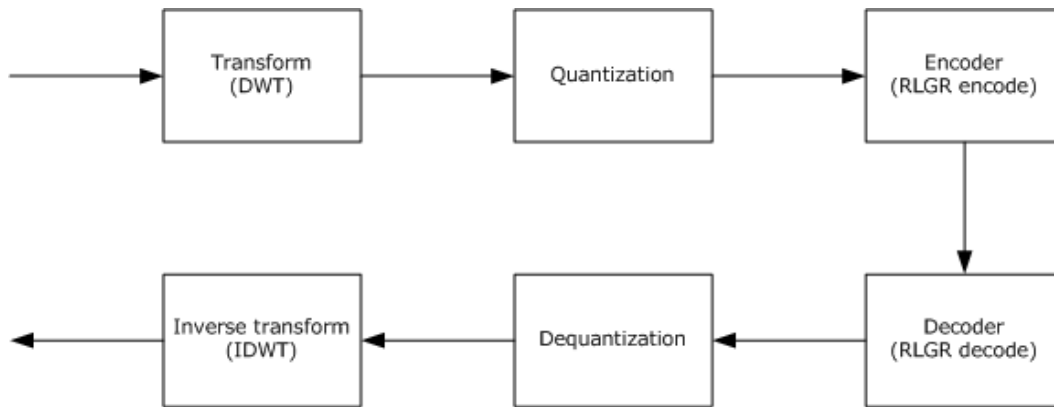 Transform
(DWT)
Quantization
Encoder
(RLGR encode)
Inverse transform
(IDWT)
Dequantization
Decoder
(RLGR decode)